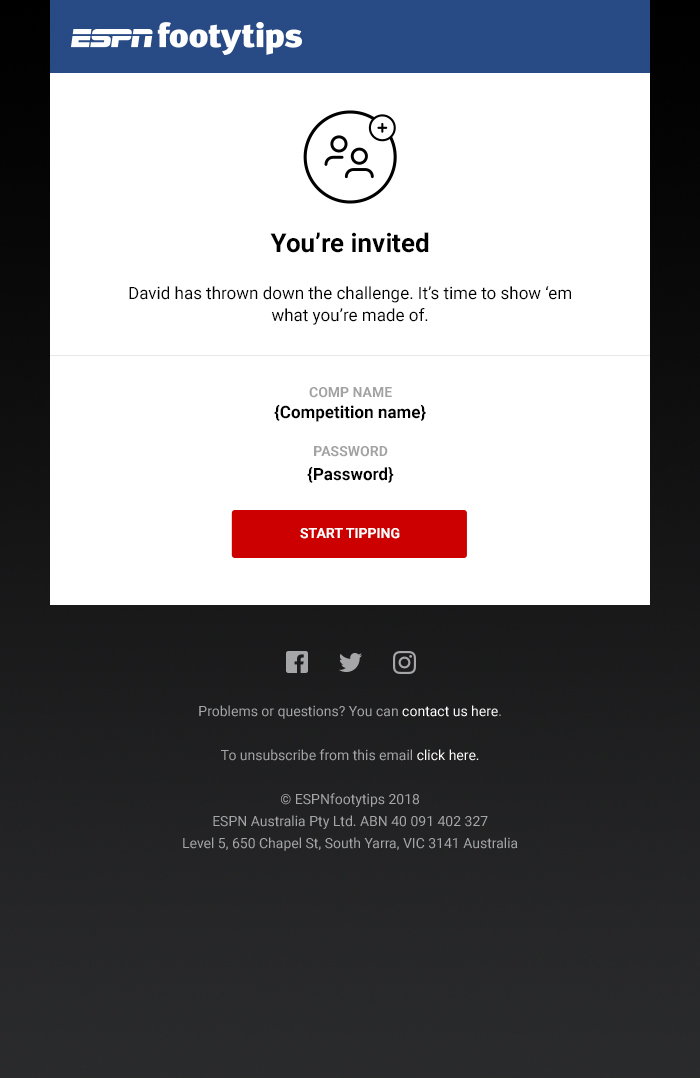 ESPN footytips
You’re invited
David has thrown down the challenge. It’s time to show ‘em
what you’re made of.
COMP NAME
{Competition name}
PASSWORD
{Password}
START TIPPING
Problems or questions? You can contact us here.
To unsubscribe from this email click here.
© ESPNfootytips 2018
ESPN Australia Pty Ltd. ABN 40 091 402 327
Level 5, 650 Chapel St, South Yarra, VIC 3141 Australia